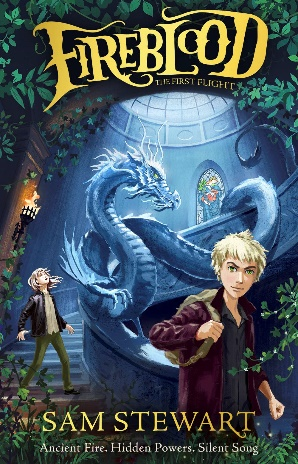 FIREBLOOD
THE FIRST FLIGHT
SAM STEWART
Ancient Fire. Hidden Powers. Silent Song